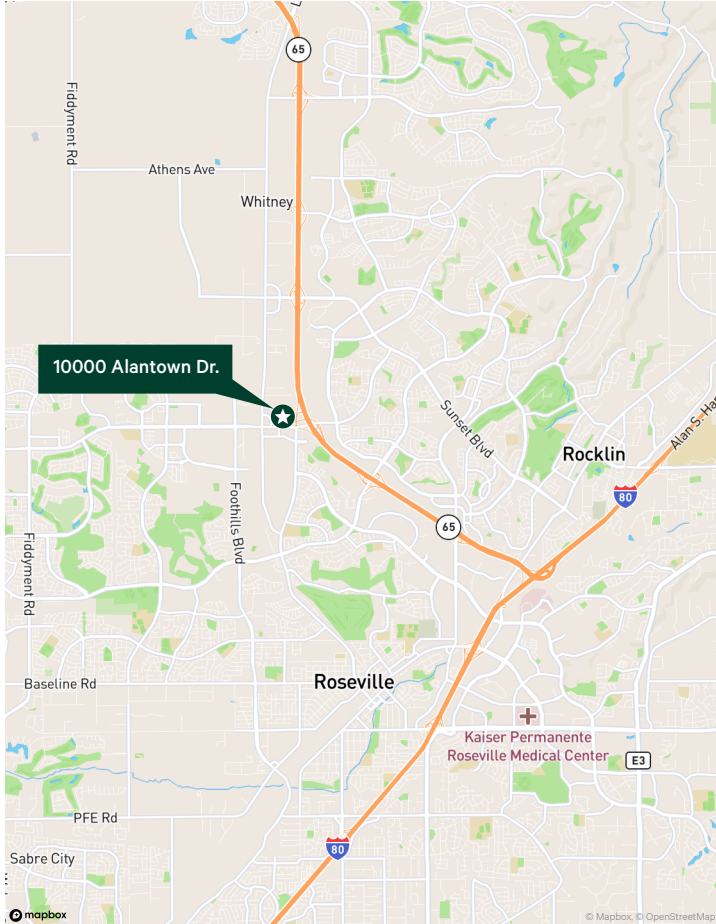 65
Fiddyment Rd
Athens Ave
Whitney
10000 Alantown Dr.
Sunset Blvd
Alan S. Har
Rocklin
80
Foothills Blvd
65
Fiddyment Rd
Roseville
Baseline Rd
Kaiser Permanente
Roseville Medical Center
E3
PFE Rd
80
Sabre City
mapbox
© Mapbox, © OpenStreetMap